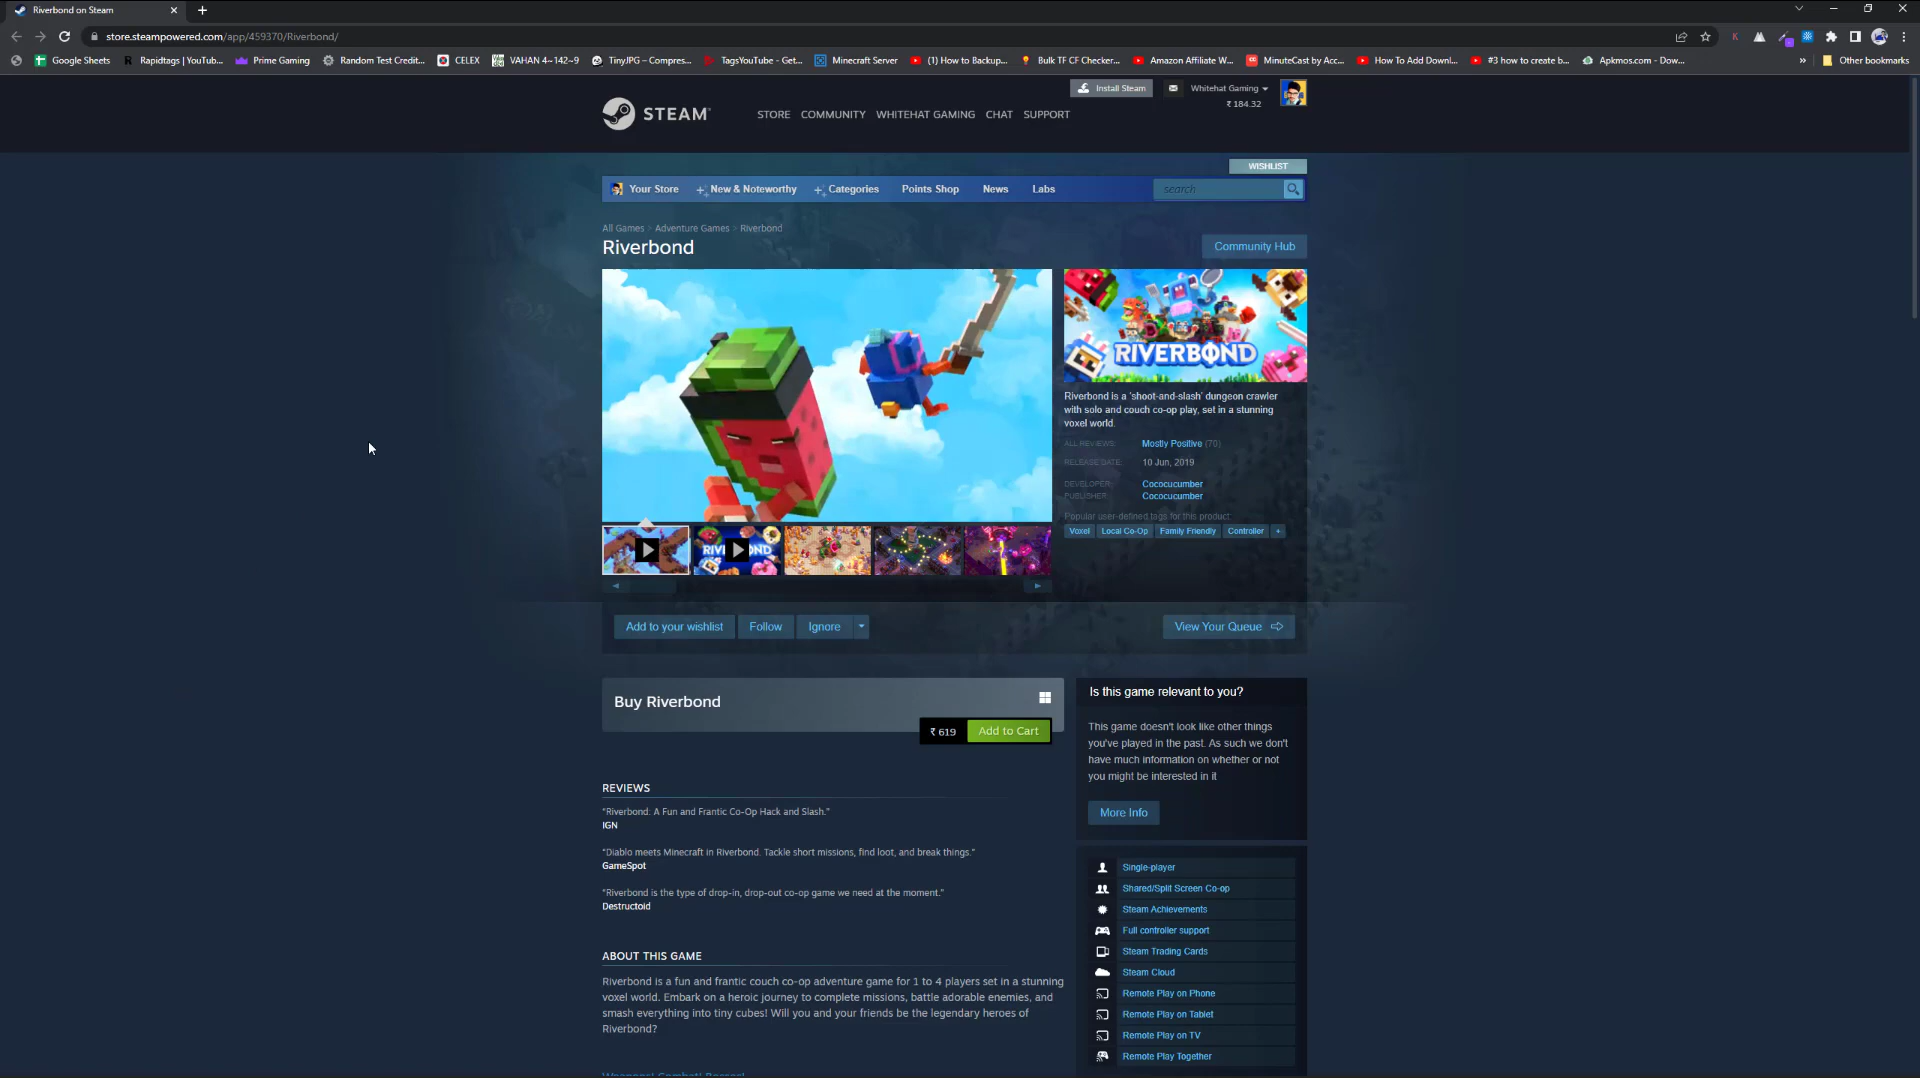 Riverbond on Steam
store.steampowered.com/app/459370/Riverbond/
Google Sheets
Rapidtags | YouTub...
Prime Gaming
Random Test Credit...
CELEX
VAHAN 4~142~9
TinyJPG – Compres...
TagsYouTube - Get...
Minecraft Server
(1) How to Backup...
Bulk TF CF Checker...
Amazon Affiliate W...
MinuteCast by Acc...
How To Add Downl...
#3 how to create b...
Apkmos.com - Dow...
»
Other bookmarks
Install Steam
Whitehat Gaming
₹ 184.32
STEAM
STORE COMMUNITY WHITEHAT GAMING CHAT SUPPORT
WISHLIST
Your Store New & Noteworthy Categories Points Shop News Labs
search
All Games > Adventure Games > Riverbond
Riverbond
Community Hub
RIVERBOND
Riverbond is a 'shoot-and-slash' dungeon crawler
with solo and couch co-op play, set in a stunning
voxel world.
ALL REVIEWS: Mostly Positive (70)
RELEASE DATE: 10 Jun, 2019
DEVELOPER: Cococucumber
PUBLISHER: Cococucumber
Popular user-defined tags for this product:
Voxel Local Co-Op Family Friendly Controller +
Add to your wishlist
Follow
Ignore
View Your Queue
Buy Riverbond
₹ 619
Add to Cart
Is this game relevant to you?
This game doesn't look like other things
you've played in the past. As such we don't
have much information on whether or not
you might be interested in it
More Info
REVIEWS
“Riverbond: A Fun and Frantic Co-Op Hack and Slash.”
IGN
“Diablo meets Minecraft in Riverbond. Tackle short missions, find loot, and break things.”
GameSpot
“Riverbond is the type of drop-in, drop-out co-op game we need at the moment.”
Destructoid
ABOUT THIS GAME
Riverbond is a fun and frantic couch co-op adventure game for 1 to 4 players set in a stunning
voxel world. Embark on a heroic journey to complete missions, battle adorable enemies, and
smash everything into tiny cubes! Will you and your friends be the legendary heroes of
Riverbond?
Single-player
Shared/Split Screen Co-op
Steam Achievements
Full controller support
Steam Trading Cards
Steam Cloud
Remote Play on Phone
Remote Play on Tablet
Remote Play on TV
Remote Play Together